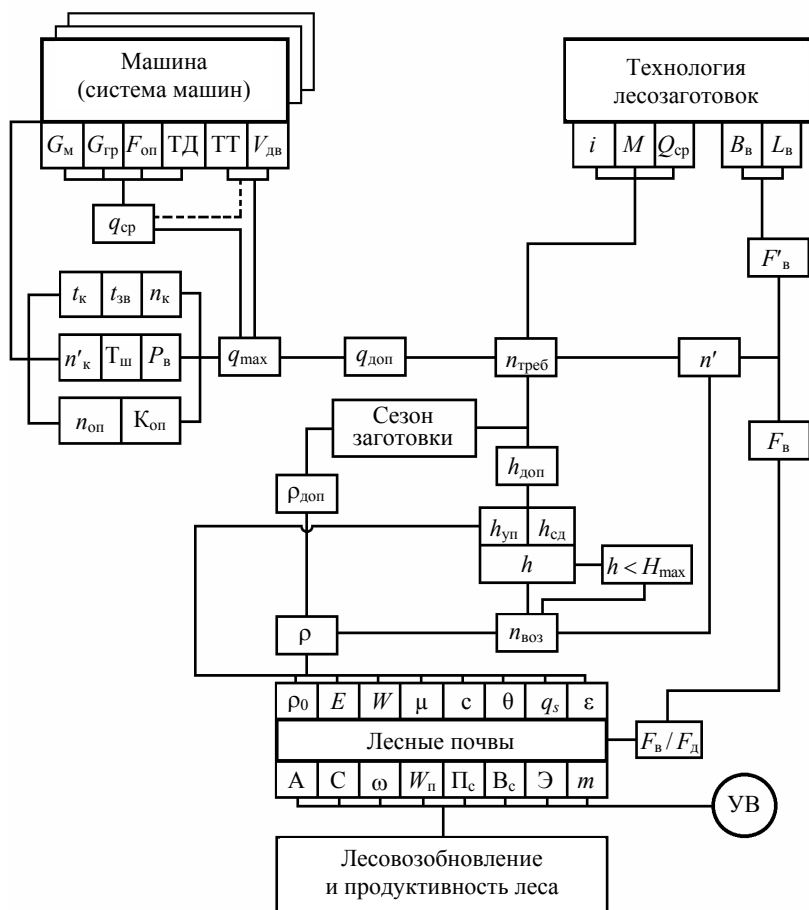 Машина
(система машин)
Технология
лесозаготовок
Gм Gгр Fоп ТД ТТ Vдв
i M Qср Bв Lв
qср
F'в
tк tзв nк
n'к Тш Pв
qmax
qдоп
nтреб
n'
nоп Коп
Сезон
заготовки
Fв
hдоп
ρдоп
hуп hсд
h
h < Hmax
ρ
nвоз
ρ0 E W μ c θ qs ε
Лесные почвы
Fв / Fд
А С ω Wп Пс Вс Э m
УВ
Лесовозобновление
и продуктивность леса